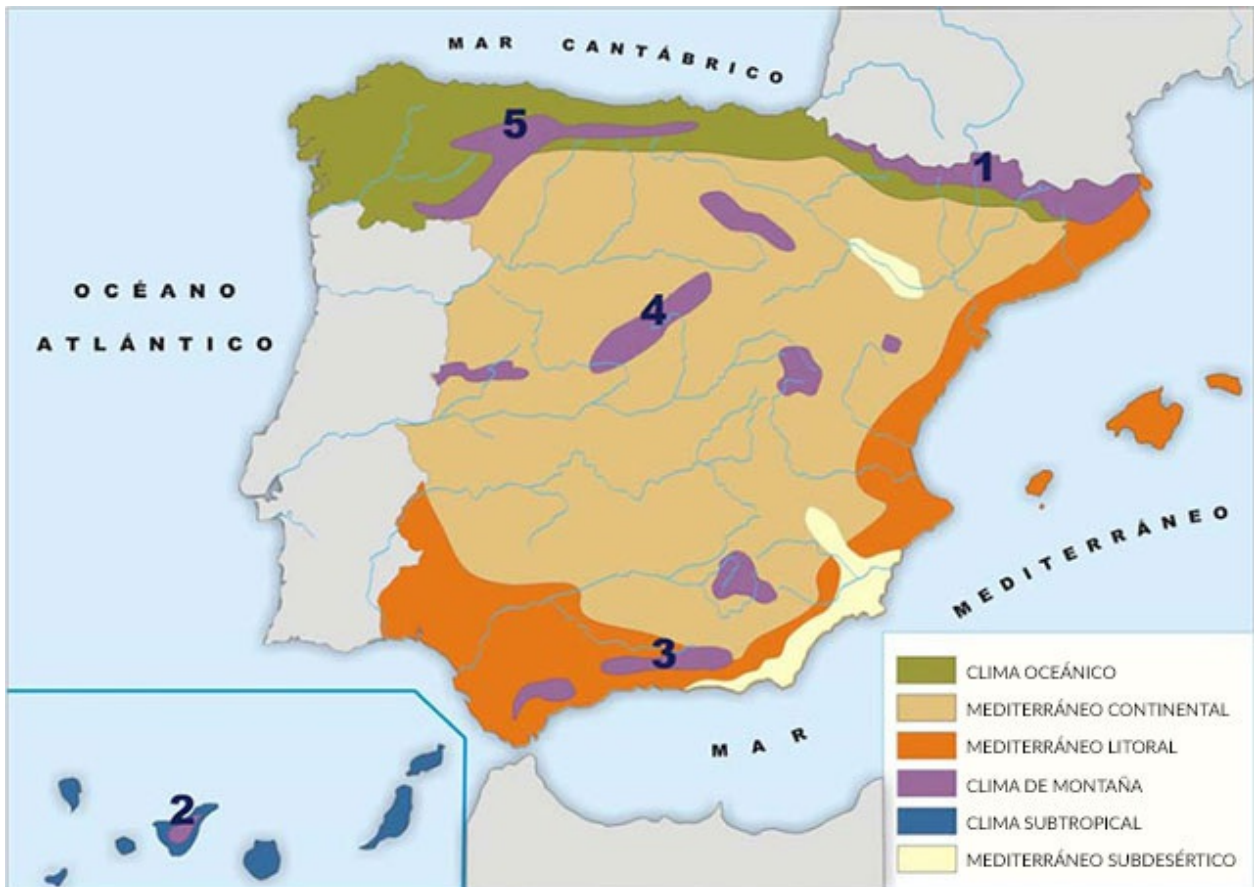 MAR CANTÁBRICO
5
1
OCÉANO
ATLÁNTICO
4
MEDITERRÁNEO
3
MAR
2
CLIMA OCEÁNICO
MEDITERRÁNEO CONTINENTAL
MEDITERRÁNEO LITORAL
CLIMA DE MONTAÑA
CLIMA SUBTROPICAL
MEDITERRÁNEO SUBDESÉRTICO